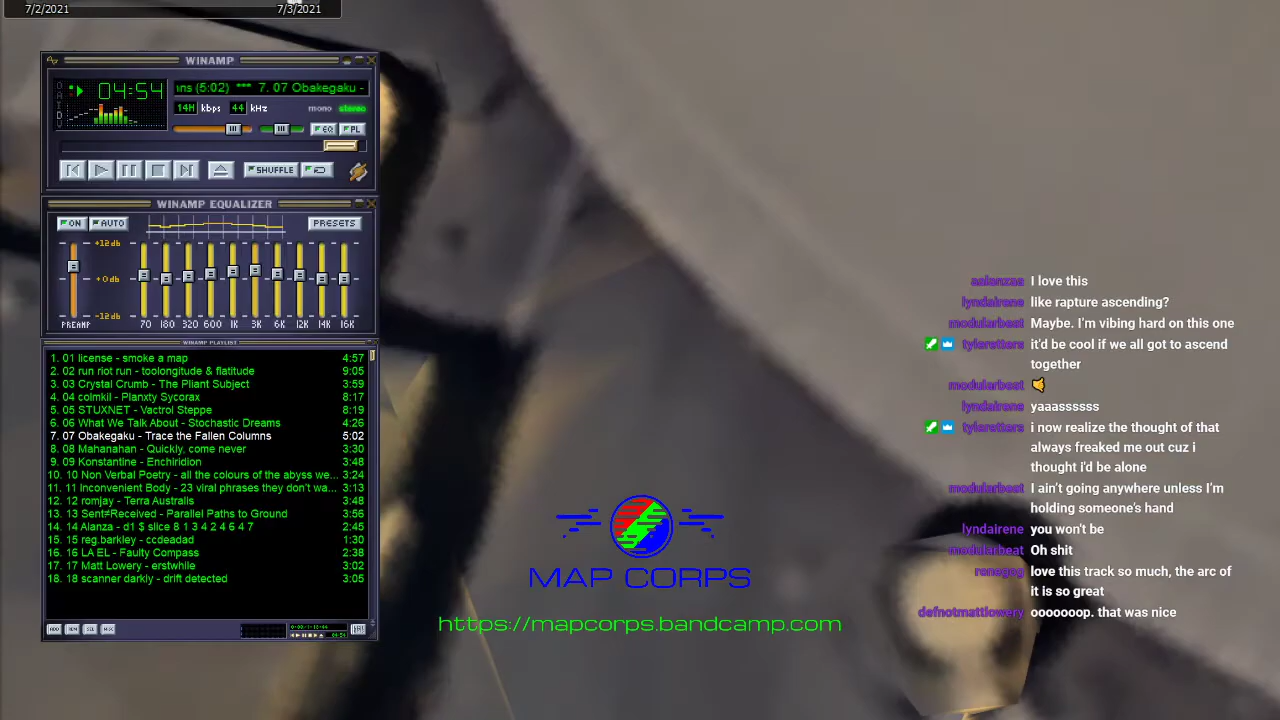 7/2/2021
7/3/2021
WINAMP
04:54
ns (5:02) *** 7. 07 Obakegaku -
14H kbps 44 kHz mono stereo
EQ PL
SHUFFLE
WINAMP EQUALIZER
ON AUTO PRESETS
+12db
+0db
-12db
PREAMP 70 180 320 600 1K 3K 6K 12K 14K 16K
WINAMP PLAYLIST
1. 01 license - smoke a map 4:57
2. 02 run riot run - toolongitude & flatitude 9:05
3. 03 Crystal Crumb - The Pliant Subject 3:59
4. 04 colmkil - Planxty Sycorax 8:17
5. 05 STUXNET - Vactrol Steppe 8:19
6. 06 What We Talk About - Stochastic Dreams 4:26
7. 07 Obakegaku - Trace the Fallen Columns 5:02
8. 08 Mahanahan - Quickly, come never 3:30
9. 09 Konstantine - Enchiridion 3:48
10. 10 Non Verbal Poetry - all the colours of the abyss we... 3:24
11. 11 Inconvenient Body - 23 viral phrases they don't wa... 3:13
12. 12 romjay - Terra Australis 3:48
13. 13 Sent≠Received - Parallel Paths to Ground 3:56
14. 14 Alanza - d1 $ slice 8 1 3 4 2 4 6 4 7 2:45
15. 15 reg.barkley - ccdeadad 1:30
16. 16 LA EL - Faulty Compass 2:38
17. 17 Matt Lowery - erstwhile 3:02
18. 18 scanner darkly - drift detected 3:05
ADD REM SEL MISC
MAP CORPS
https://mapcorps.bandcamp.com
I love this
lyndairene like rapture ascending?
modularbeat Maybe. I'm vibing hard on this one
tyleretters it'd be cool if we all got to ascend
together
modularbeat
lyndairene yaaassssss
tyleretters i now realize the thought of that
always freaked me out cuz i
thought i'd be alone
modularbeat I ain't going anywhere unless I'm
holding someone's hand
lyndairene you won't be
modularbeat Oh shit
love this track so much, the arc of
it is so great
defnotmattlowery ooooooop. that was nice